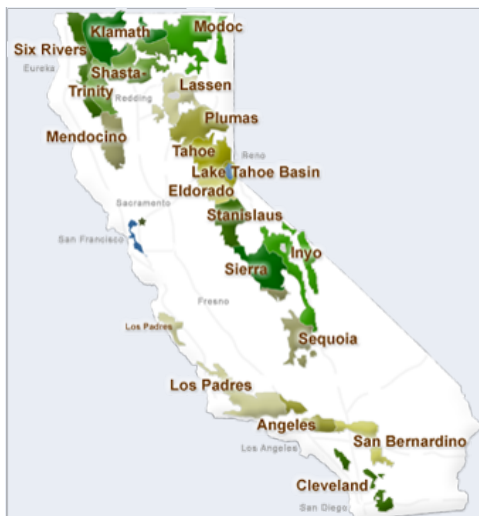 Klamath
Modoc
Six Rivers
Eureka
Shasta-
Trinity
Redding
Lassen
Plumas
Mendocino
Tahoe
Reno
Lake Tahoe Basin
Eldorado
Sacramento
Stanislaus
San Francisco
Inyo
Sierra
Fresno
Los Padres
Sequoia
Los Padres
Angeles
Los Angeles
San Bernardino
Cleveland
San Diego